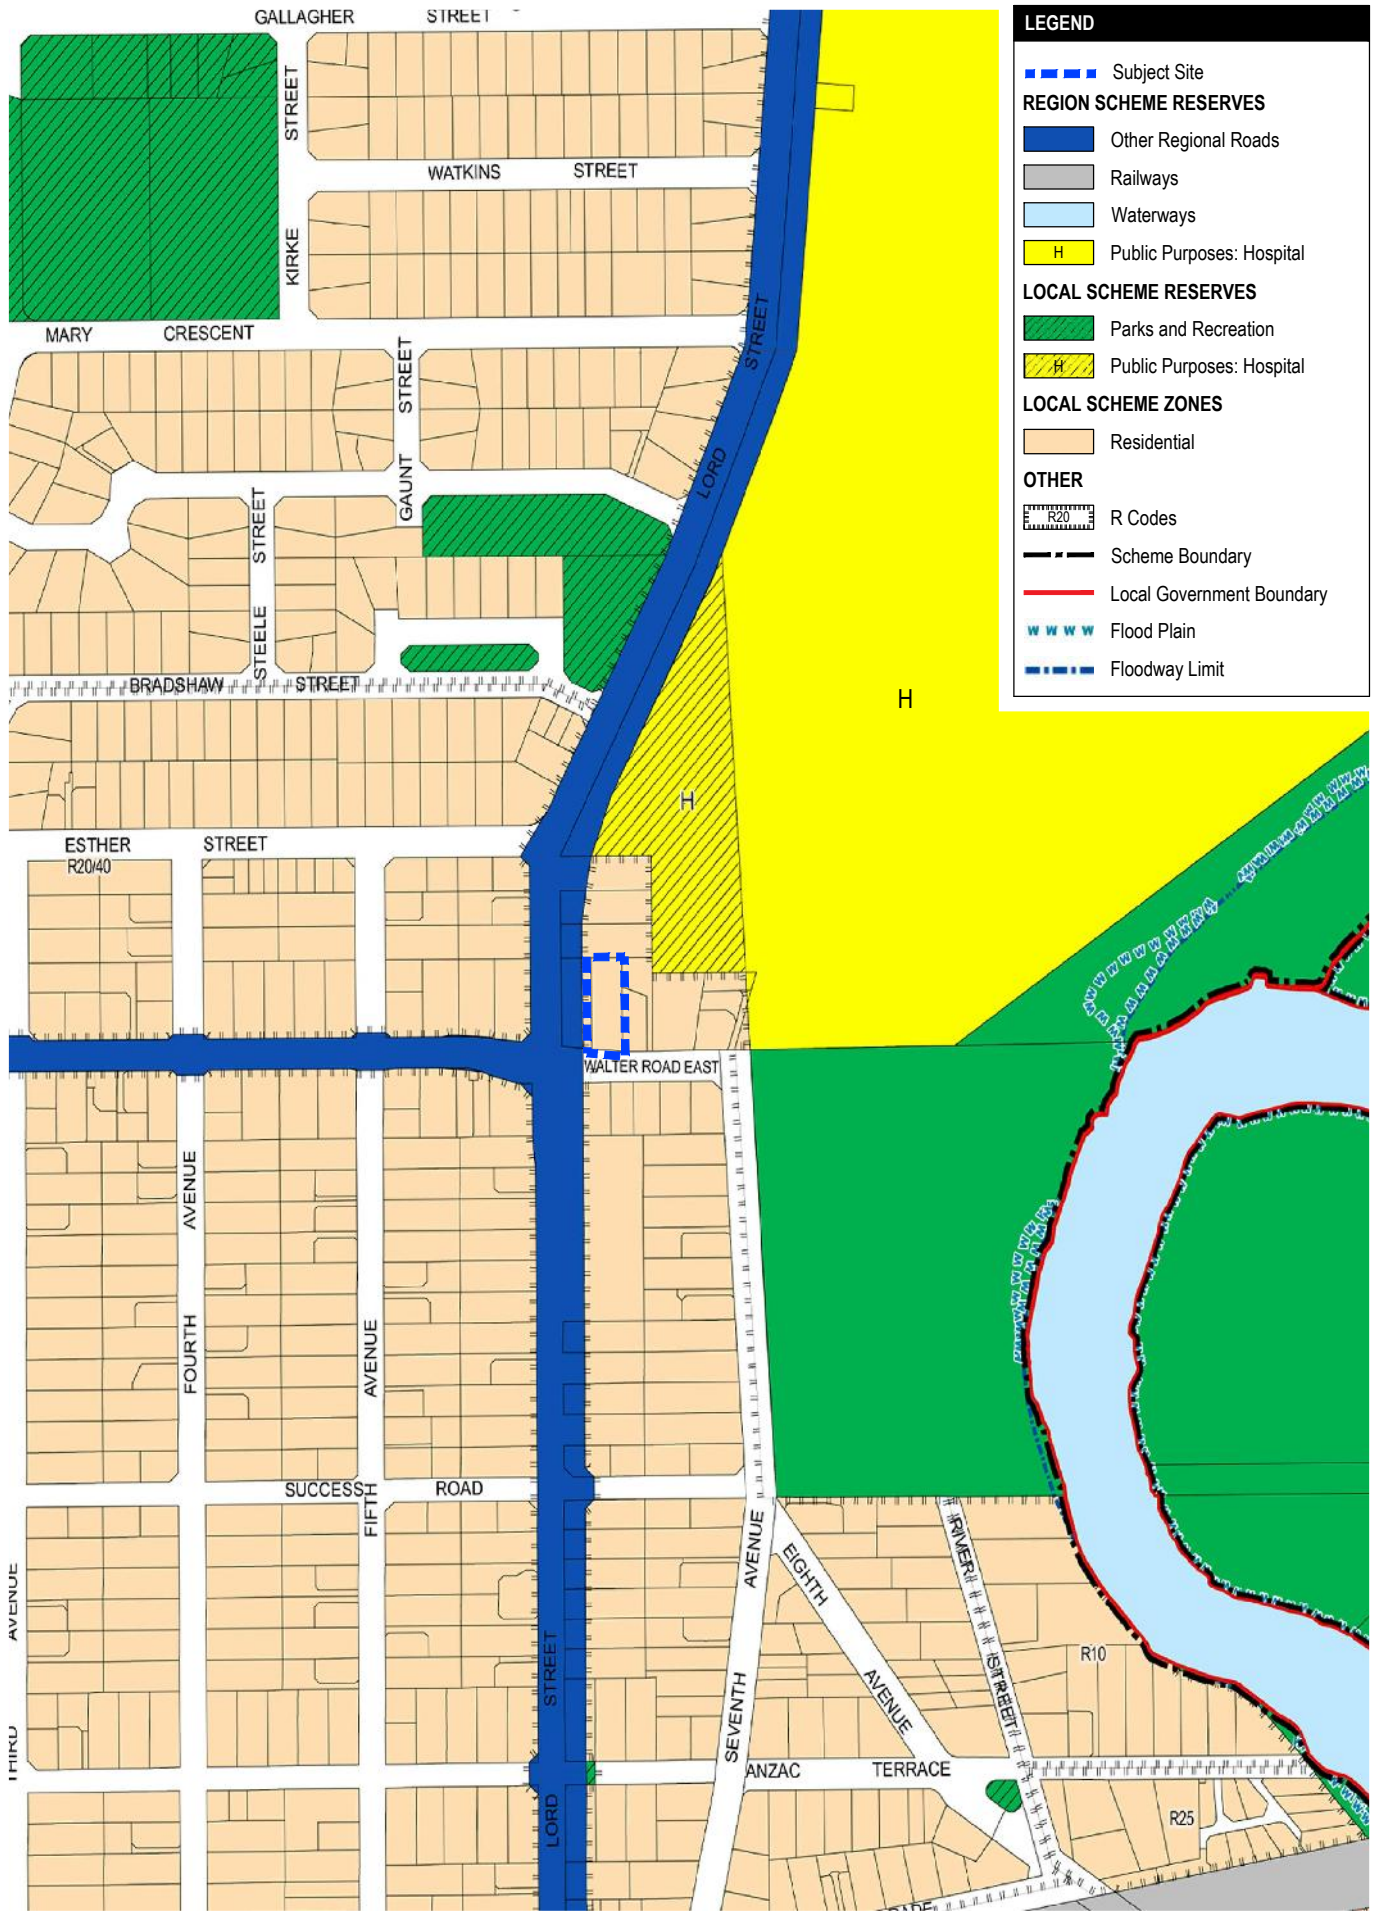 GALLAGHER STREET
LEGEND
Subject Site
REGION SCHEME RESERVES
Other Regional Roads
Railways
Waterways
H Public Purposes: Hospital
LOCAL SCHEME RESERVES
Parks and Recreation
H Public Purposes: Hospital
LOCAL SCHEME ZONES
Residential
OTHER
R20 R Codes
Scheme Boundary
Local Government Boundary
W W W W Flood Plain
Floodway Limit
KIRKE STREET
WATKINS STREET
MARY CRESCENT
GAUNT STREET
LORD STREET
STEELE STREET
BRADSHAW STREET
H
H
ESTHER STREET
R20/40
WALTER ROAD EAST
FOURTH AVENUE
FIFTH AVENUE
SUCCESS ROAD
THIRD AVENUE
LORD STREET
SEVENTH AVENUE
EIGHTH AVENUE
RIVER STREET
R10
ANZAC TERRACE
R25